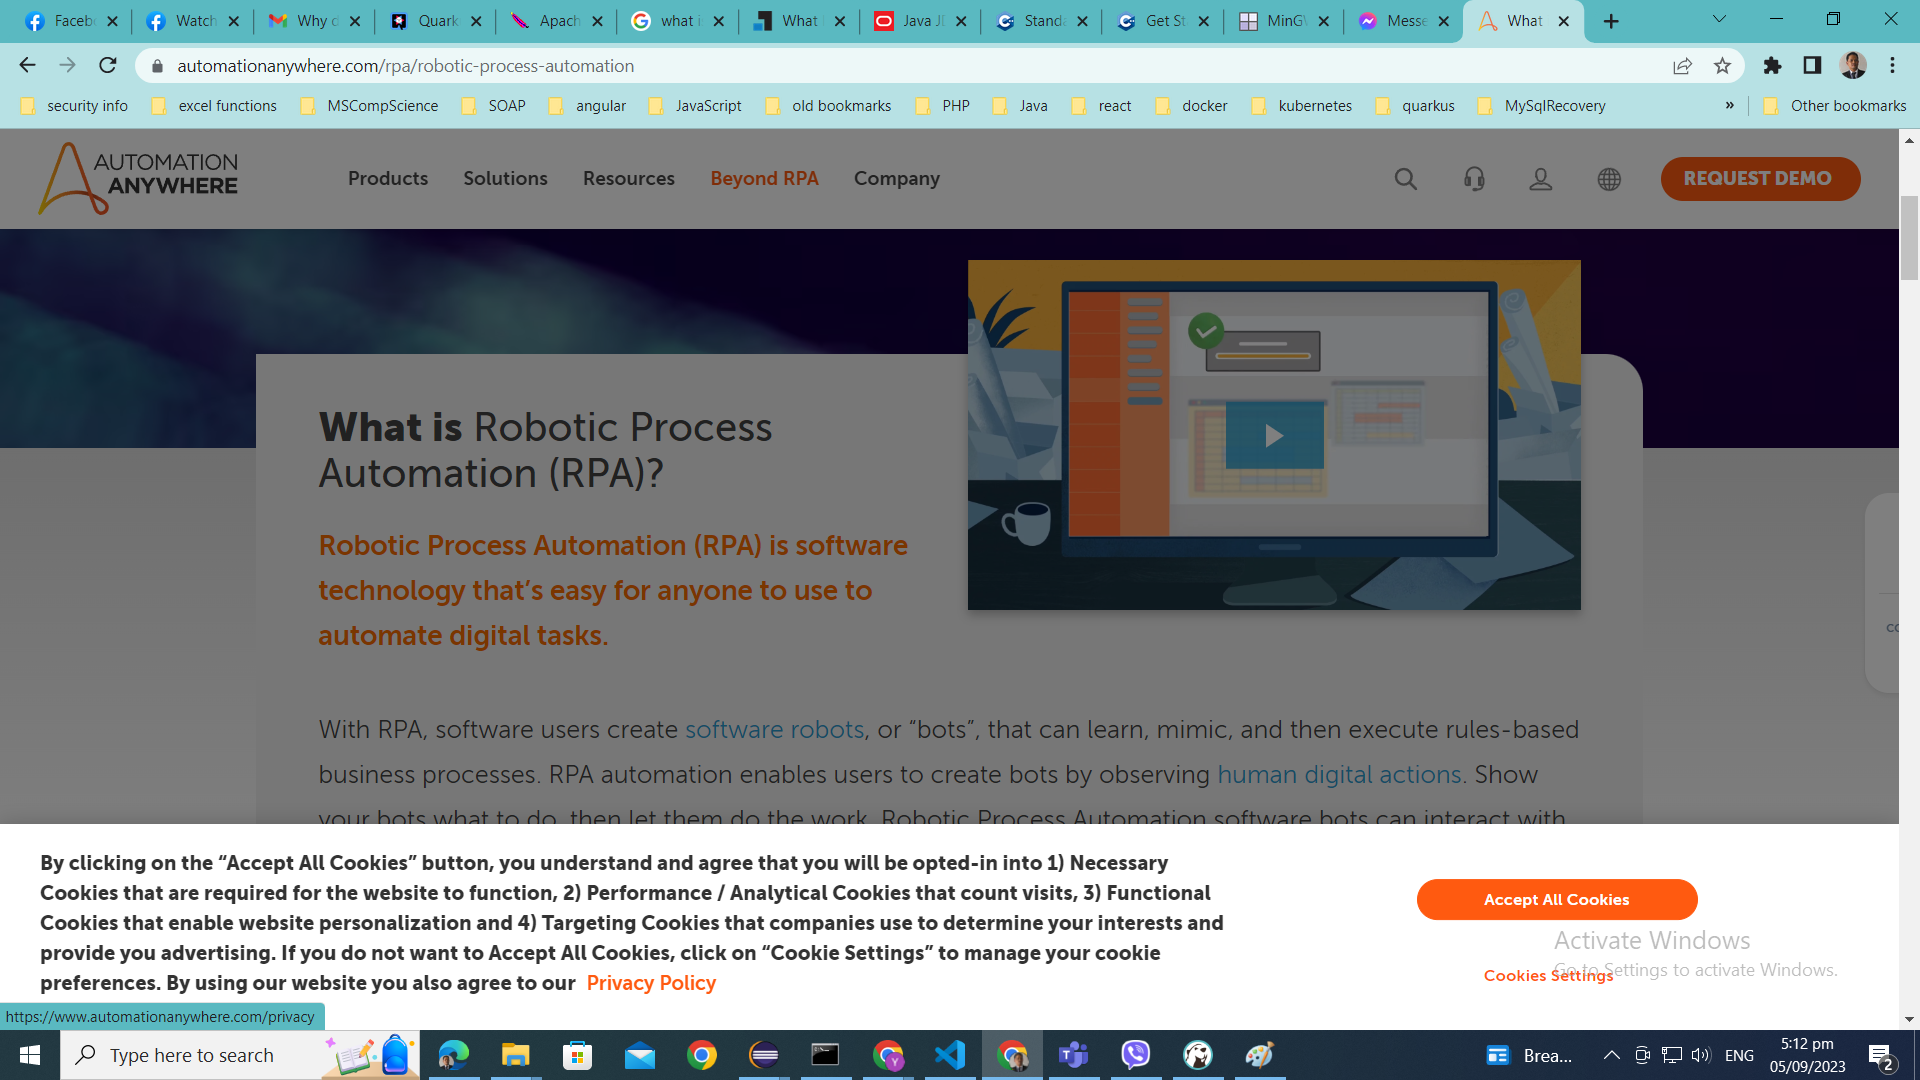 Facebo
Watch
Why d
Quark
Apach
what i
What
Java JD
Standa
Get St
MinGW
Messe
What
automationanywhere.com/rpa/robotic-process-automation
security info
excel functions
MSCompScience
SOAP
angular
JavaScript
old bookmarks
PHP
Java
react
docker
kubernetes
quarkus
MySqlRecovery
»
Other bookmarks
AUTOMATION
ANYWHERE
Products
Solutions
Resources
Beyond RPA
Company
REQUEST DEMO
What is Robotic Process
Automation (RPA)?
Robotic Process Automation (RPA) is software
technology that’s easy for anyone to use to
automate digital tasks.
With RPA, software users create software robots, or “bots”, that can learn, mimic, and then execute rules-based
business processes. RPA automation enables users to create bots by observing human digital actions. Show
your bots what to do, then let them do the work. Robotic Process Automation software bots can interact with
By clicking on the “Accept All Cookies” button, you understand and agree that you will be opted-in into 1) Necessary
Cookies that are required for the website to function, 2) Performance / Analytical Cookies that count visits, 3) Functional
Cookies that enable website personalization and 4) Targeting Cookies that companies use to determine your interests and
provide you advertising. If you do not want to Accept All Cookies, click on “Cookie Settings” to manage your cookie
preferences. By using our website you also agree to our Privacy Policy
Accept All Cookies
Activate Windows
Go to Settings to activate Windows.
Cookies Settings
https://www.automationanywhere.com/privacy
Type here to search
Brea...
ENG
5:12 pm
05/09/2023
2